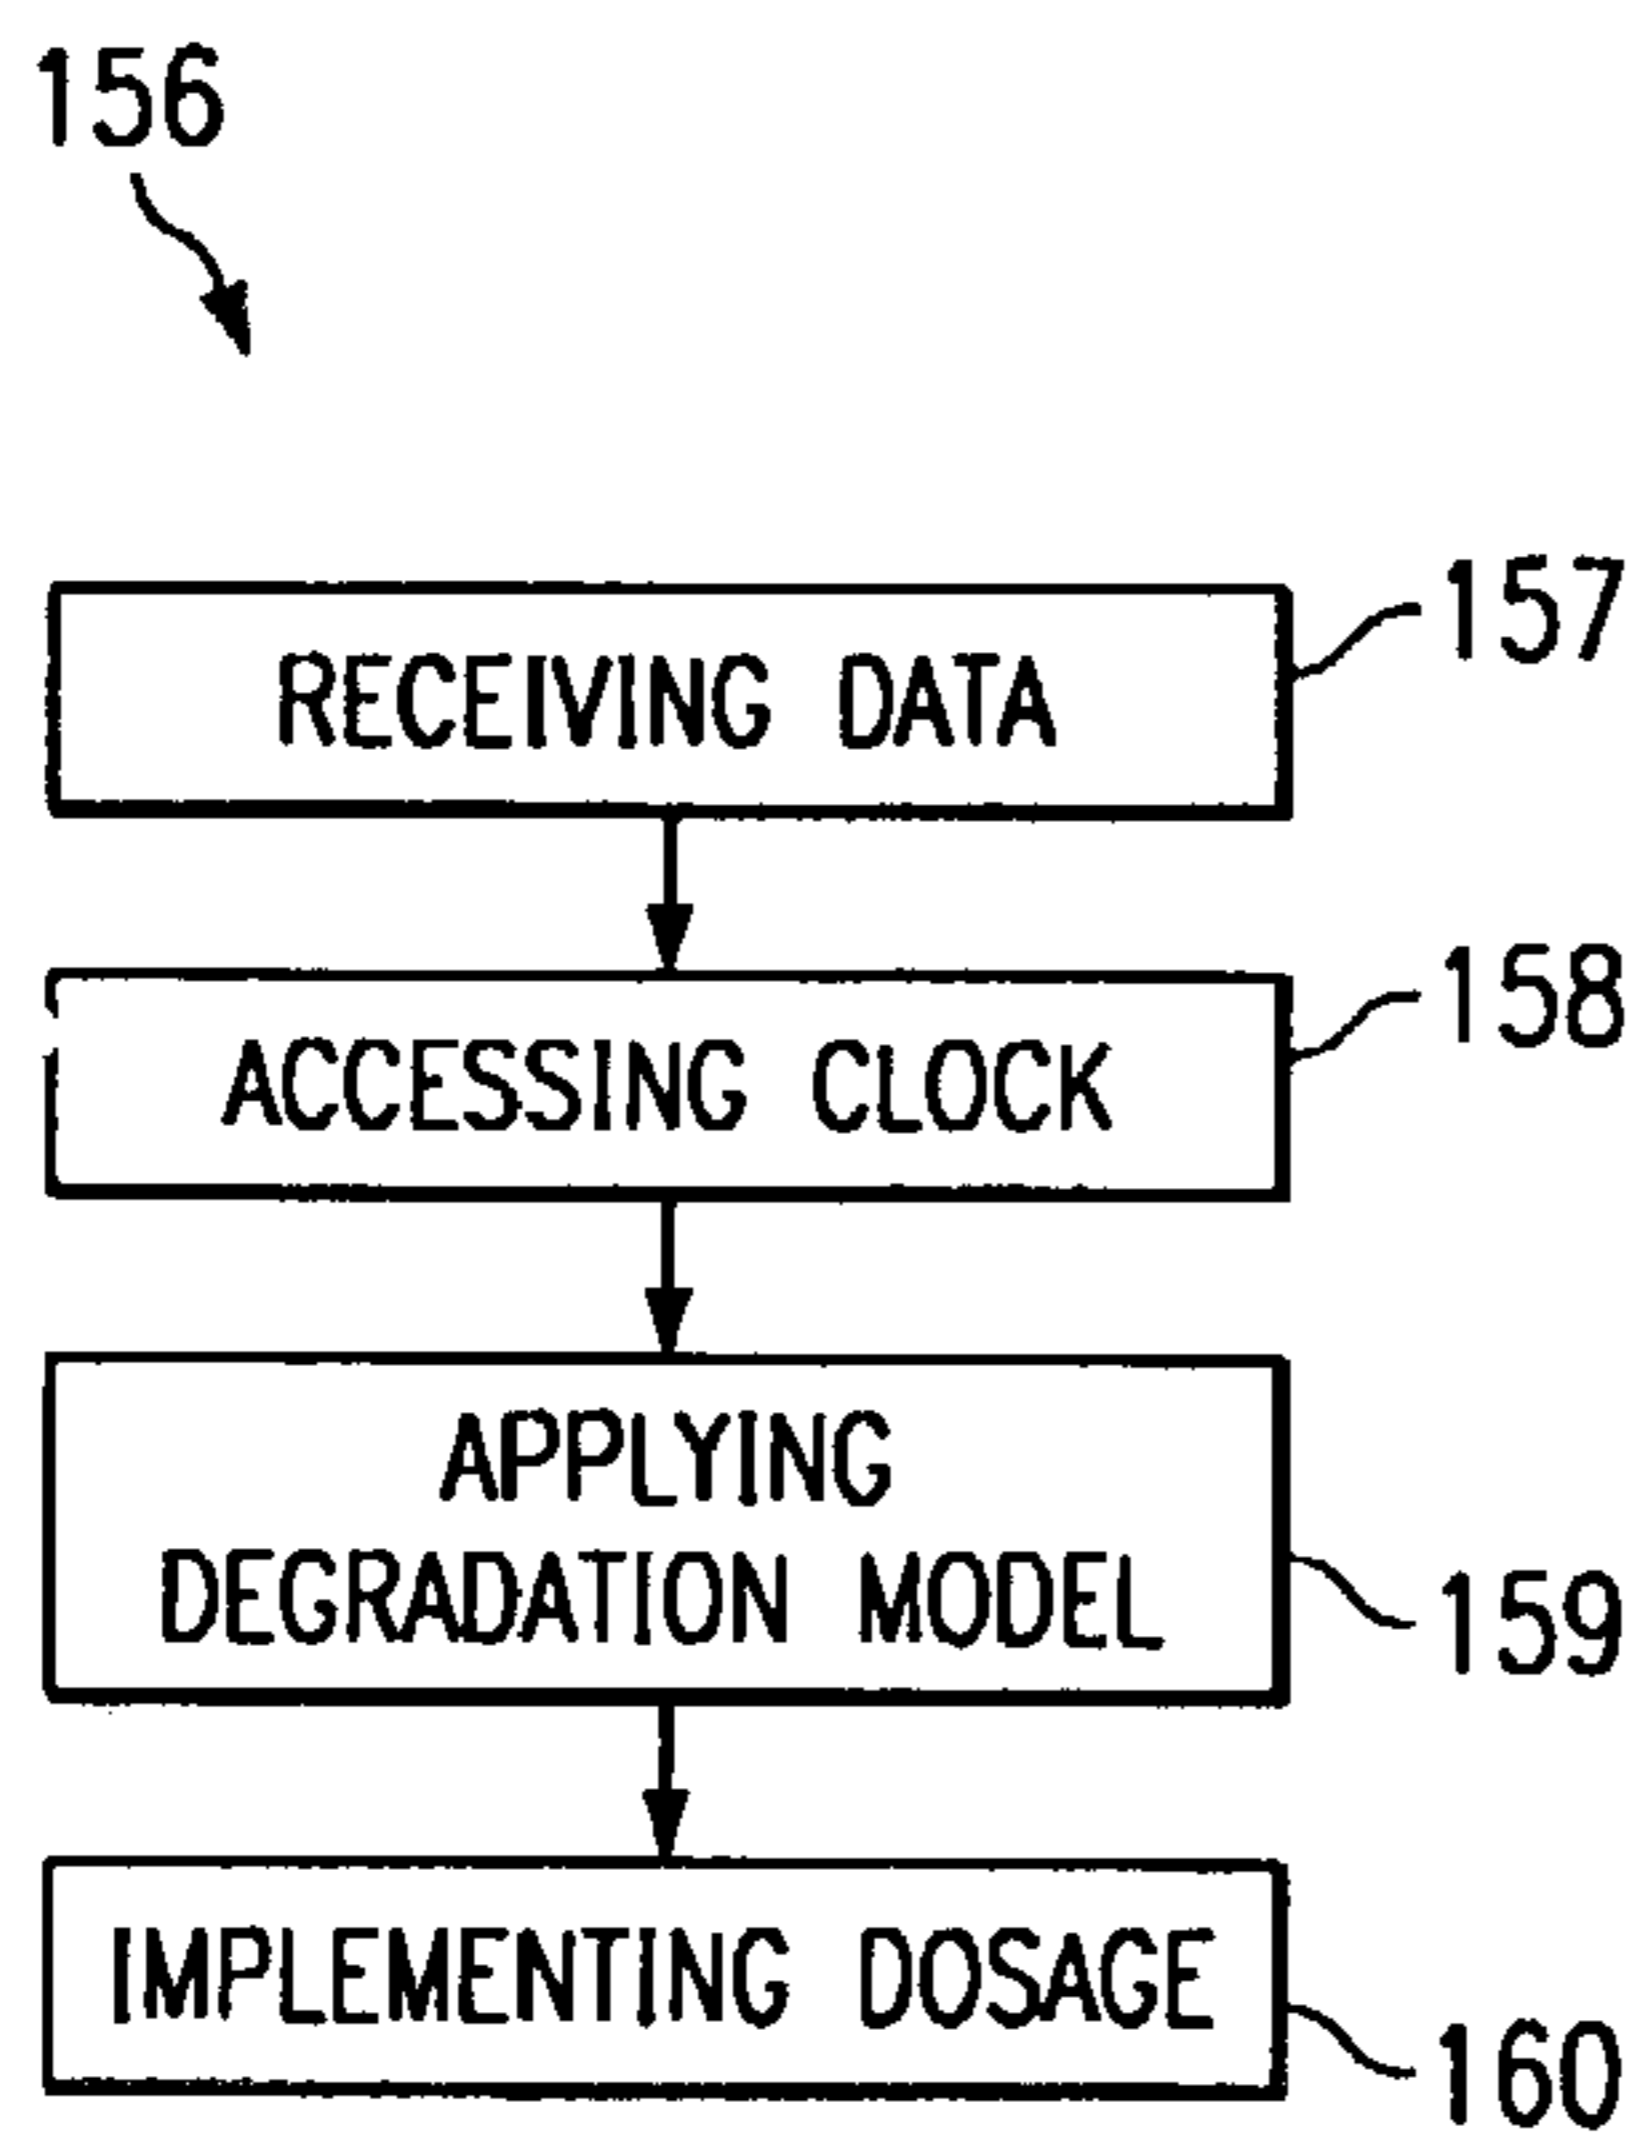 156
RECEIVING DATA
157
ACCESSING CLOCK
158
APPLYING
DEGRADATION MODEL
159
IMPLEMENTING DOSAGE
160